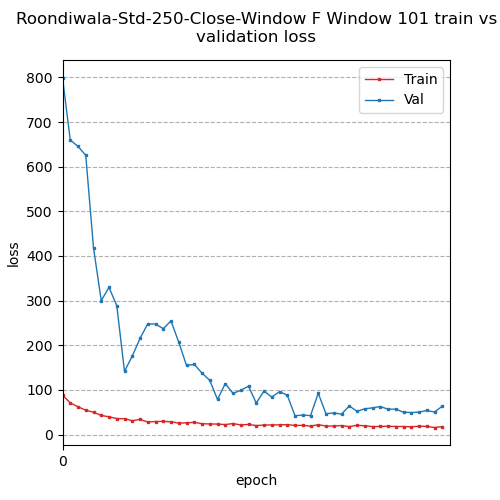 Roondiwala-Std-250-Close-Window F Window 101 train vs
validation loss
800
700
600
500
400
300
200
100
0
loss
Train
Val
0
epoch